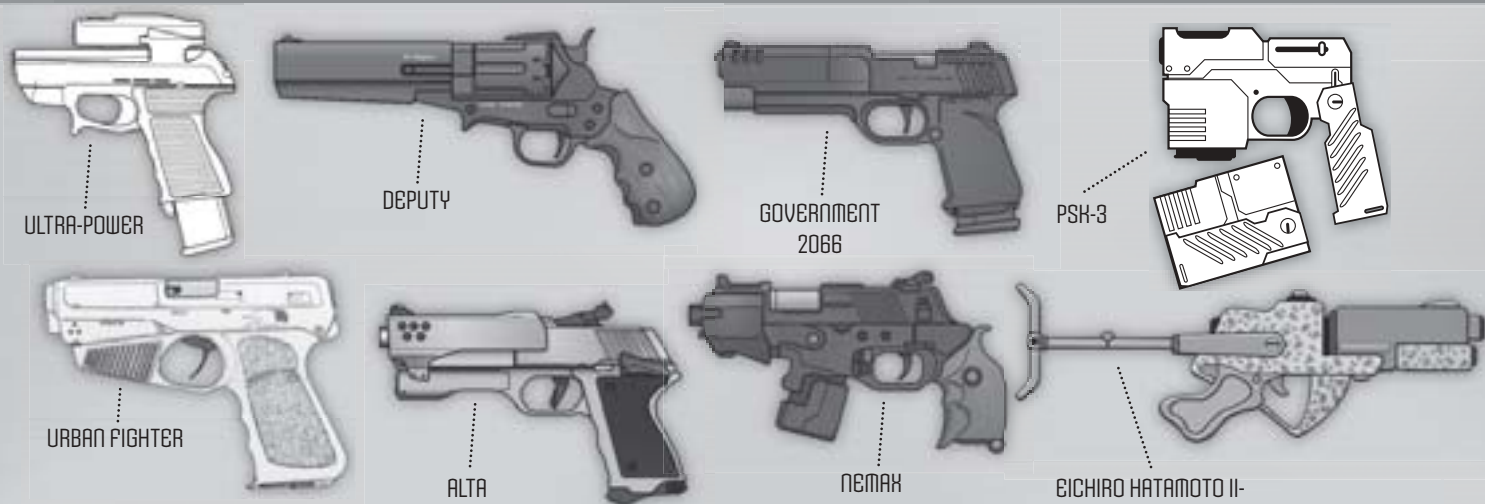 ULTRA-POWER
DEPUTY
GOVERNMENT
2066
PSK-3
URBAN FIGHTER
ALTA
NEMAX
EICHIRO HATAMOTO II-